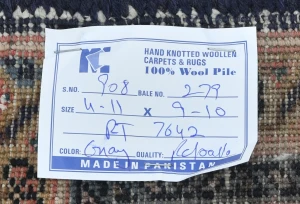 HAND KNOTTED WOOLLEN
CARPETS & RUGS
100% Wool Pile
S.NO. 908 BALE NO. 279
SIZE 4-11 X 9-10
RT 7642
COLOR: Gray QUALITY:
MADE IN PAKISTAN